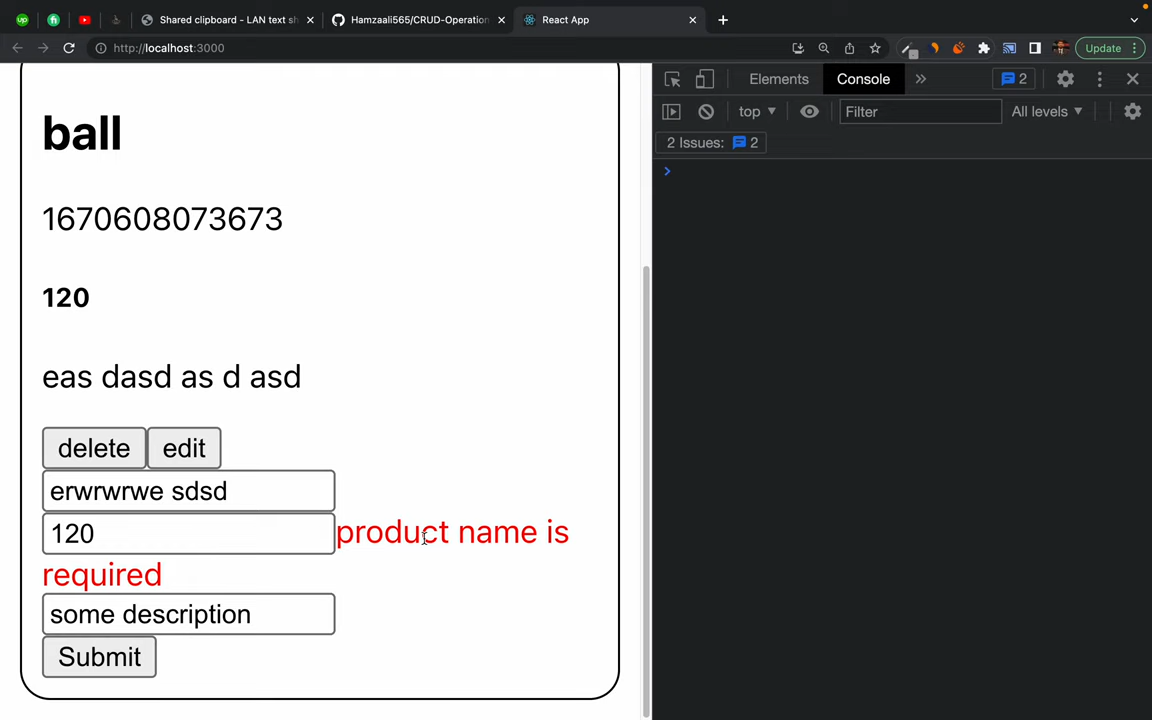 up fi Shared clipboard - LAN text sh Hamzaali565/CRUD-Operation React App
http://localhost:3000 Update
Elements Console 2
top Filter All levels
2 Issues: 2
ball
1670608073673
120
eas dasd as d asd
delete edit
erwrwrwe sdsd
120 product name is
required
some description
Submit